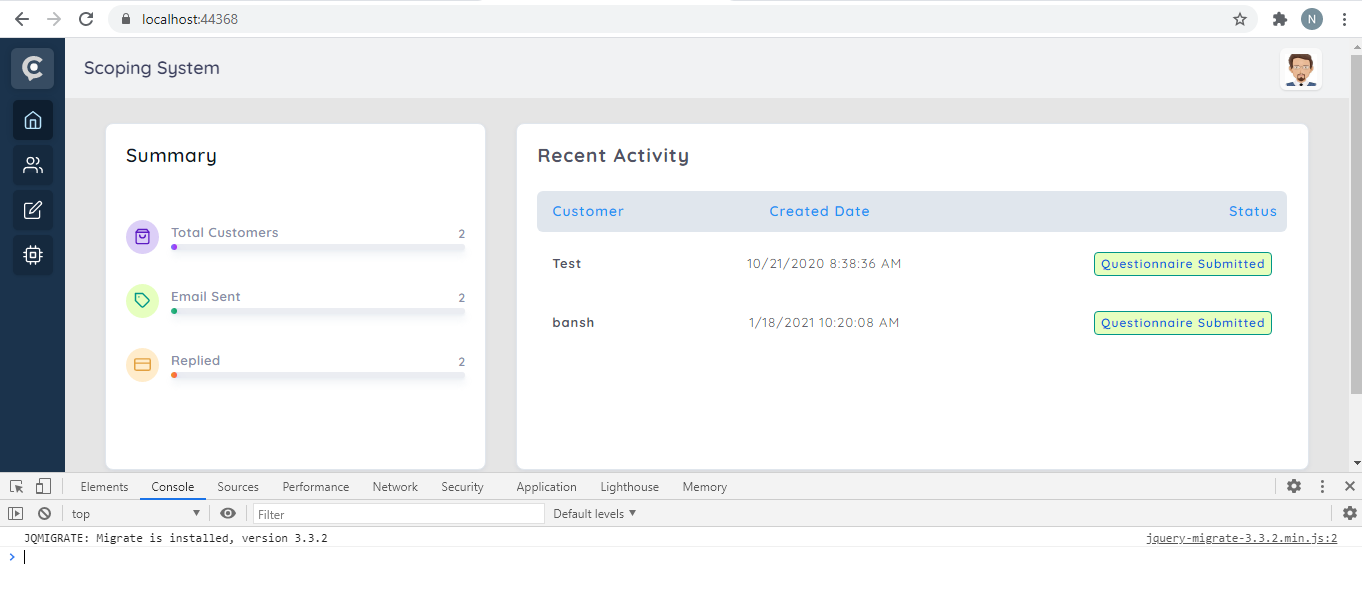 localhost:44368
N
Scoping System
Summary
Total Customers 2
Email Sent 2
Replied 2
Recent Activity
Customer Created Date Status
Test 10/21/2020 8:38:36 AM Questionnaire Submitted
bansh 1/18/2021 10:20:08 AM Questionnaire Submitted
Elements Console Sources Performance Network Security Application Lighthouse Memory
top Filter Default levels
JQMIGRATE: Migrate is installed, version 3.3.2 jquery-migrate-3.3.2.min.js:2